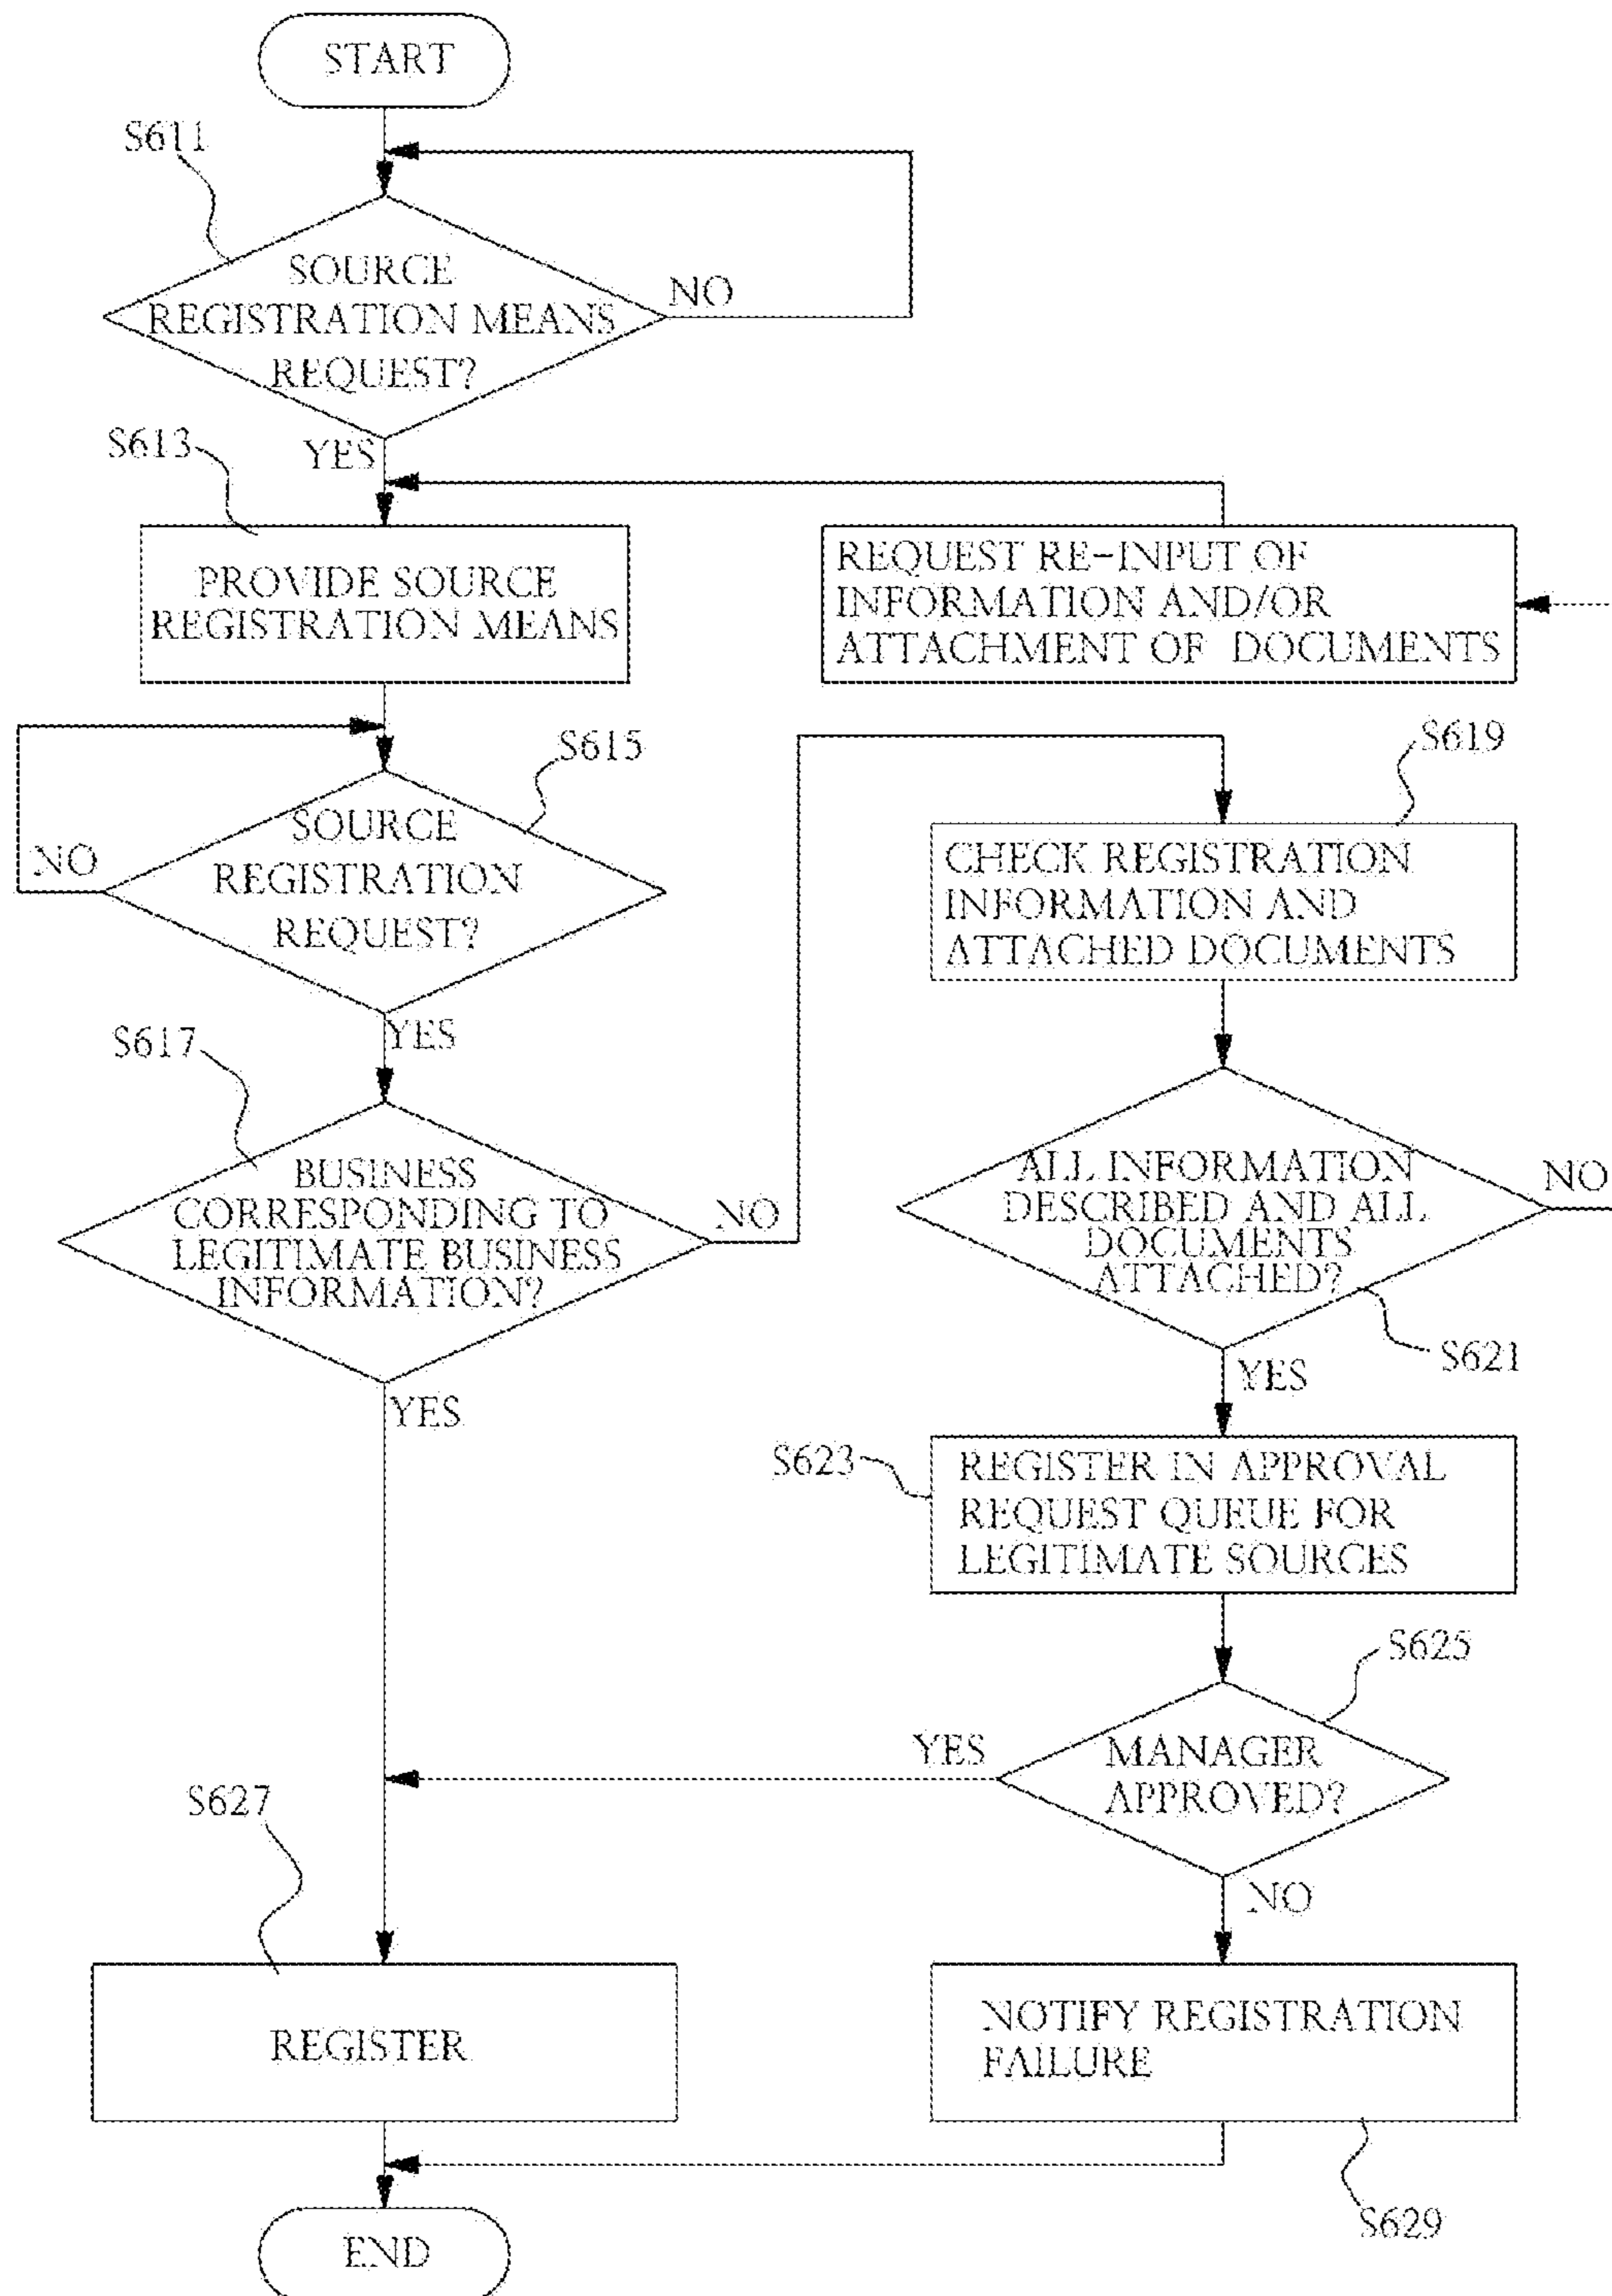 START
S611
SOURCE
REGISTRATION MEANS
REQUEST?
NO
YES
S613
PROVIDE SOURCE
REGISTRATION MEANS
REQUEST RE-INPUT OF
INFORMATION AND/OR
ATTACHMENT OF DOCUMENTS
S615
SOURCE
REGISTRATION
REQUEST?
NO
YES
S619
CHECK REGISTRATION
INFORMATION AND
ATTACHED DOCUMENTS
S617
BUSINESS
CORRESPONDING TO
LEGITIMATE BUSINESS
INFORMATION?
NO
YES
ALL INFORMATION
DESCRIBED AND ALL
DOCUMENTS
ATTACHED?
NO
S621
YES
S623
REGISTER IN APPROVAL
REQUEST QUEUE FOR
LEGITIMATE SOURCES
S625
MANAGER
APPROVED?
YES
NO
S627
REGISTER
NOTIFY REGISTRATION
FAILURE
S629
END